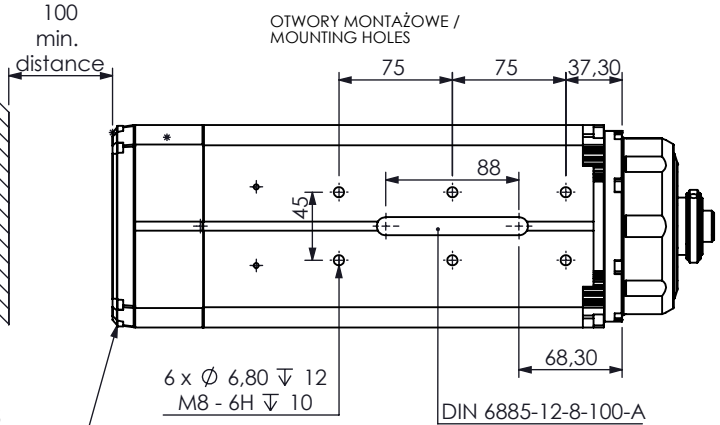 100
min.
distance
OTWORY MONTAŻOWE /
MOUNTING HOLES
75
75
37,30
88
45
68,30
6 x Ø 6,80 ↧ 12
M8 - 6H ↧ 10
DIN 6885-12-8-100-A